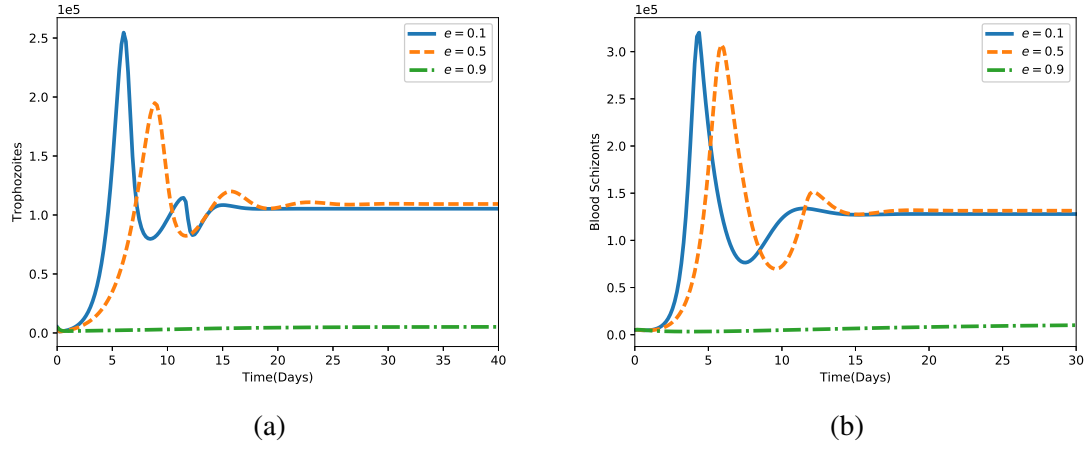 1e5
Trophozoites
2.5
2.0
1.5
1.0
0.5
0.0
0 5 10 15 20 25 30 35 40
Time(Days)
e = 0.1
e = 0.5
e = 0.9
(a)
1e5
Blood Schizonts
3.0
2.5
2.0
1.5
1.0
0.5
0.0
0 5 10 15 20 25 30
Time(Days)
e = 0.1
e = 0.5
e = 0.9
(b)